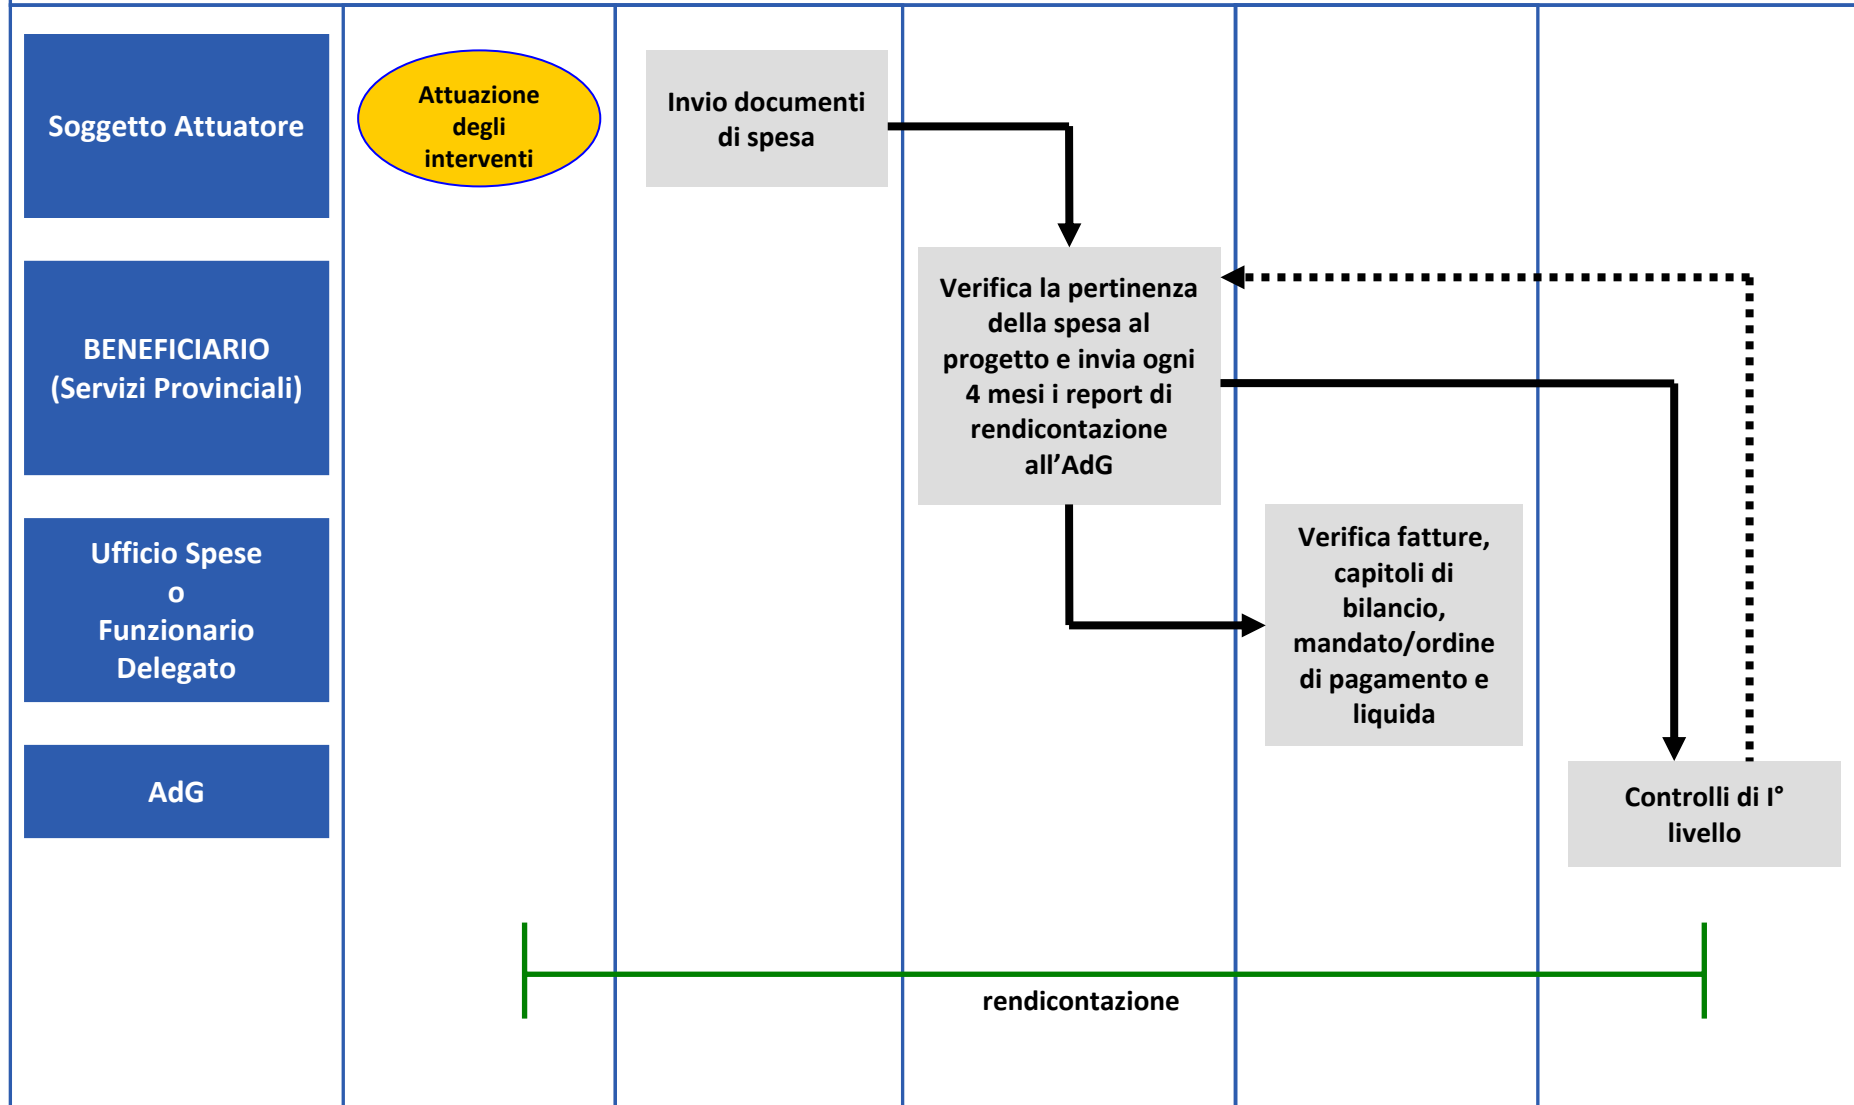 Soggetto Attuatore
Attuazione
degli
interventi
Invio documenti
di spesa
BENEFICIARIO
(Servizi Provinciali)
Verifica la pertinenza
della spesa al
progetto e invia ogni
4 mesi i report di
rendicontazione
all’AdG
Ufficio Spese
o
Funzionario
Delegato
Verifica fatture,
capitoli di
bilancio,
mandato/ordine
di pagamento e
liquida
AdG
Controlli di I°
livello
rendicontazione